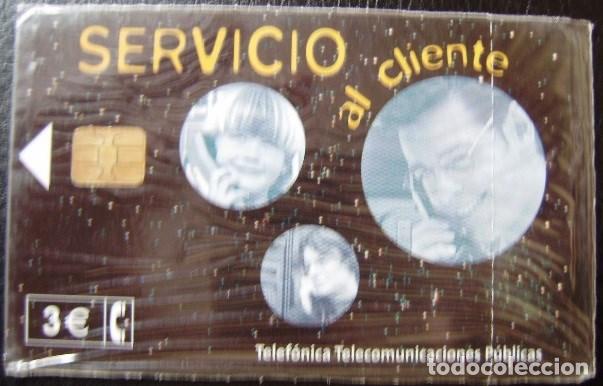 SERVICIO
al cliente
3€
Telefónica Telecomunicaciones Públicas
todocoleccion